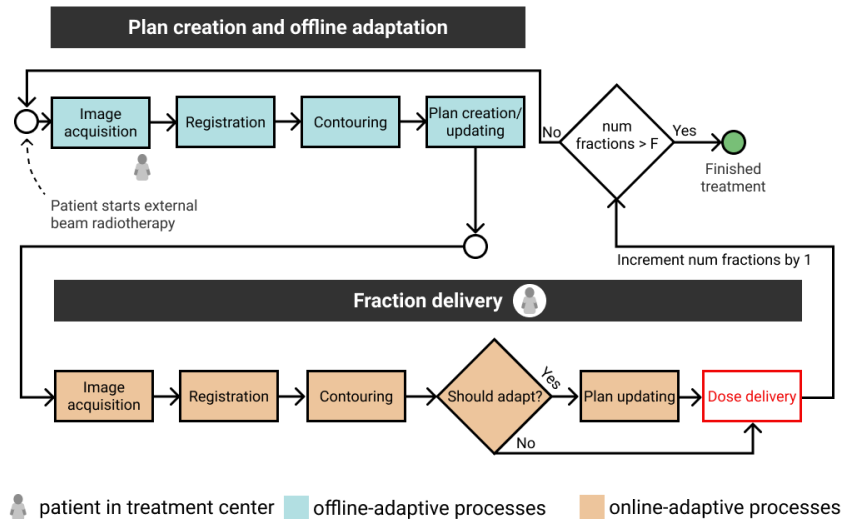 Plan creation and offline adaptation
Image
acquisition
Registration
Contouring
Plan creation/
updating
No
num
fractions > F
Yes
Finished
treatment
Patient starts external
beam radiotherapy
Increment num fractions by 1
Fraction delivery
Image
acquisition
Registration
Contouring
Should adapt?
Yes
Plan updating
Dose delivery
No
patient in treatment center
offline-adaptive processes
online-adaptive processes